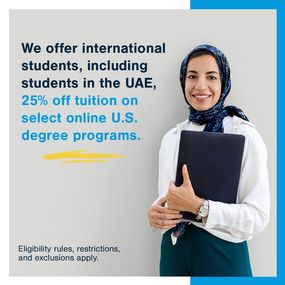 We offer international
students, including
students in the UAE,
25% off tuition on
select online U.S.
degree programs.
Eligibility rules, restrictions,
and exclusions apply.